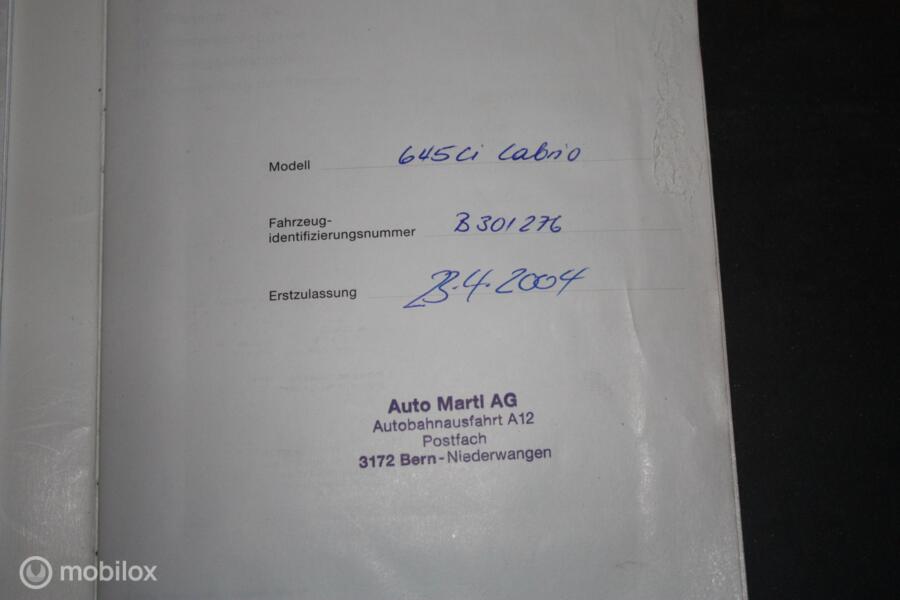 Modell 645Ci Cabrio
Fahrzeug-
identifizierungsnummer B301276
Erstzulassung 23.4.2004
Auto Marti AG
Autobahnausfahrt A12
Postfach
3172 Bern-Niederwangen
mobilox